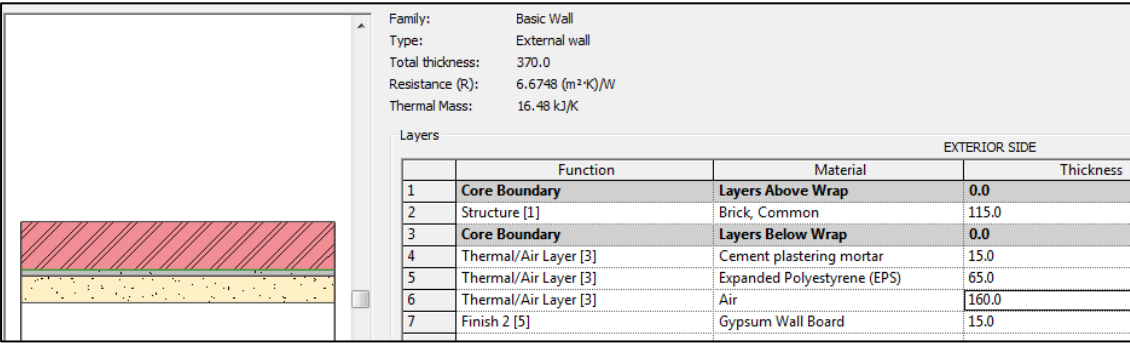 Family: Basic Wall
Type: External wall
Total thickness: 370.0
Resistance (R): 6.6748 (m²·K)/W
Thermal Mass: 16.48 kJ/K
Layers
EXTERIOR SIDE
Function Material Thickness
1 Core Boundary Layers Above Wrap 0.0
2 Structure [1] Brick, Common 115.0
3 Core Boundary Layers Below Wrap 0.0
4 Thermal/Air Layer [3] Cement plastering mortar 15.0
5 Thermal/Air Layer [3] Expanded Polyestyrene (EPS) 65.0
6 Thermal/Air Layer [3] Air 160.0
7 Finish 2 [5] Gypsum Wall Board 15.0